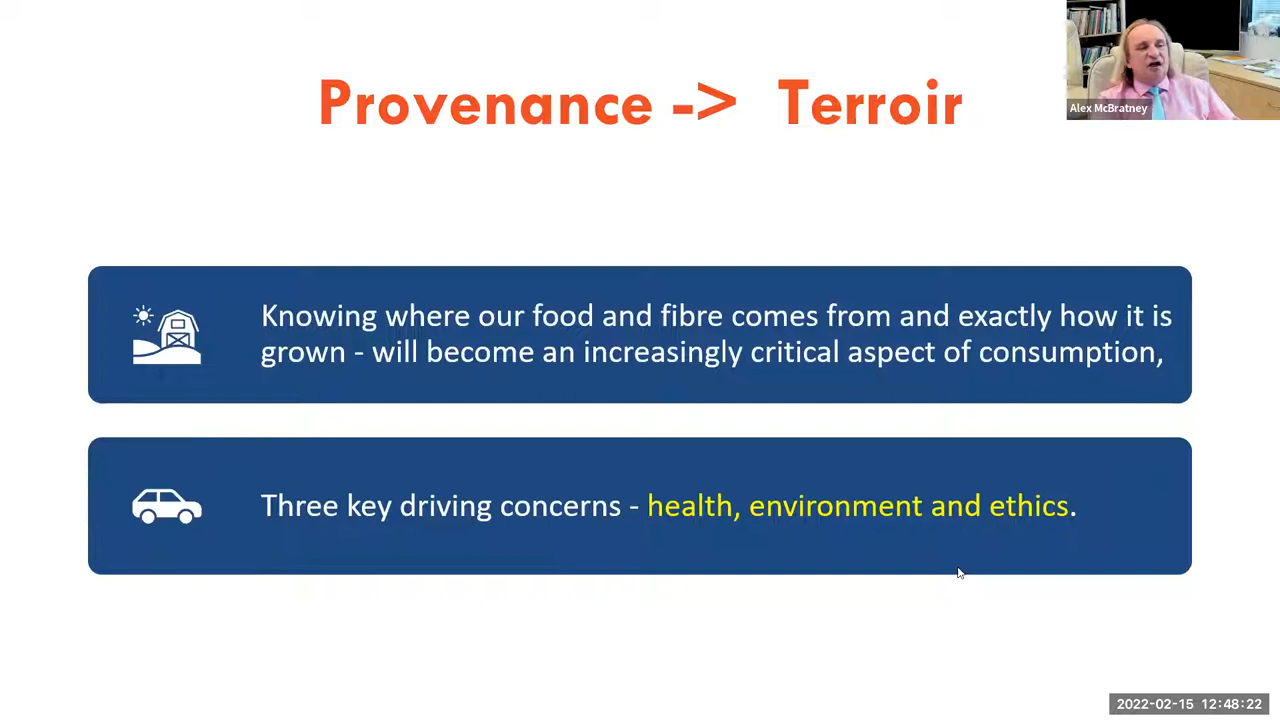 Provenance -> Terroir
Alex McBratney
Knowing where our food and fibre comes from and exactly how it is
grown - will become an increasingly critical aspect of consumption,
Three key driving concerns - health, environment and ethics.
2022-02-15 12:48:22